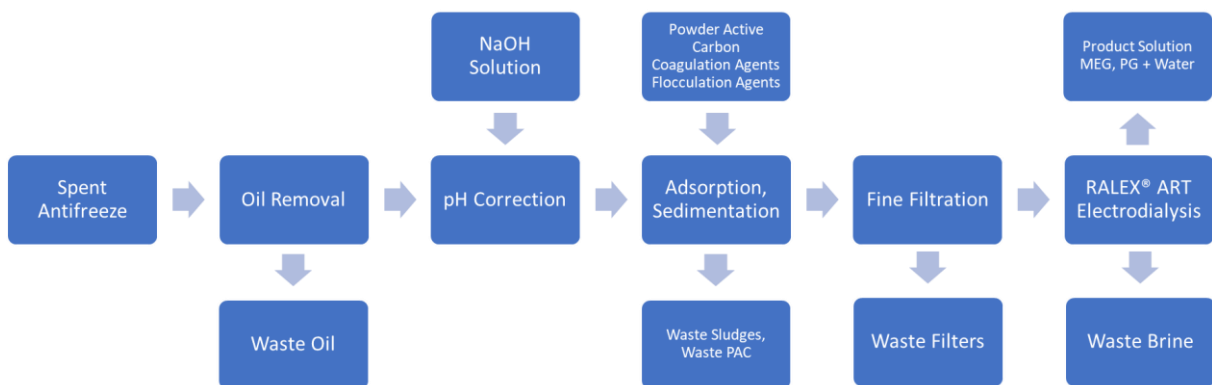 NaOH
Solution
Powder Active
Carbon
Coagulation Agents
Flocculation Agents
Product Solution
MEG, PG + Water
Spent
Antifreeze
Oil Removal
pH Correction
Adsorption,
Sedimentation
Fine Filtration
RALEX® ART
Electrodialysis
Waste Oil
Waste Sludges,
Waste PAC
Waste Filters
Waste Brine